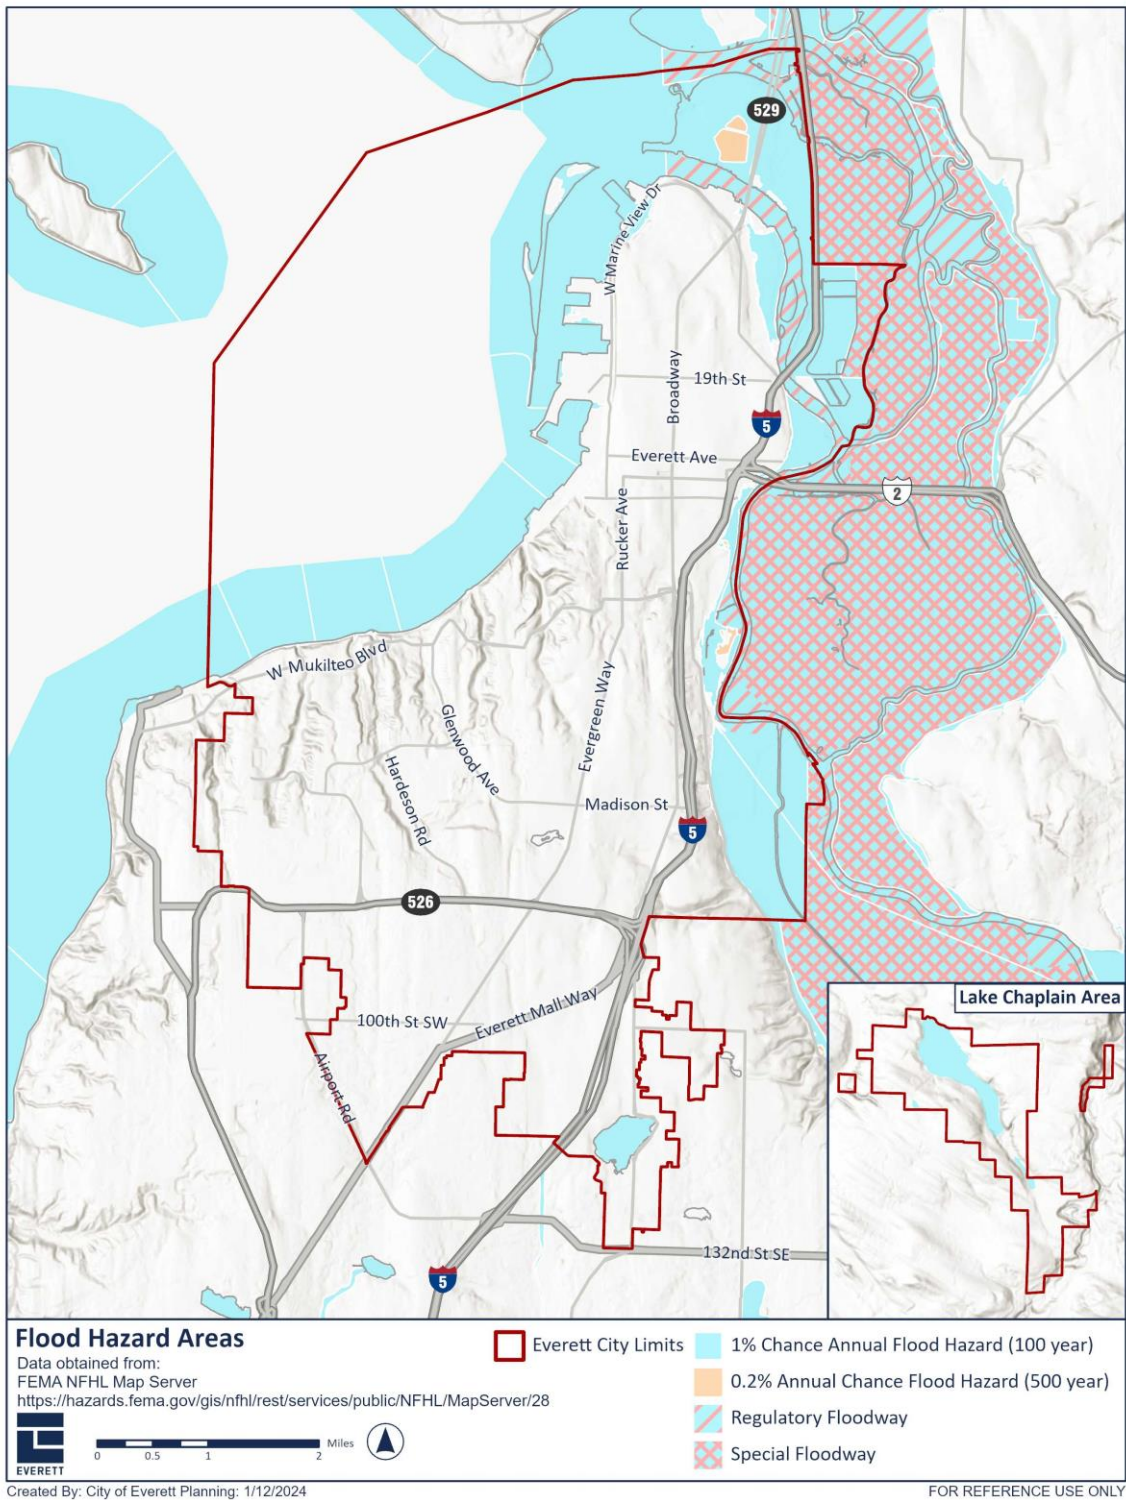 529
W Marine View Dr
Broadway
19th St
5
Everett Ave
2
Rucker Ave
W Mukilteo Blvd
Evergreen Way
Glenwood Ave
Hardeson Rd
Madison St
5
526
Lake Chaplain Area
Everett Mall Way
100th St SW
Airport Rd
132nd St SE
5
Flood Hazard Areas
Data obtained from:
FEMA NFHL Map Server
https://hazards.fema.gov/gis/nfhl/rest/services/public/NFHL/MapServer/28
Everett City Limits
1% Chance Annual Flood Hazard (100 year)
0.2% Annual Chance Flood Hazard (500 year)
Regulatory Floodway
Special Floodway
EVERETT
Miles
0 0.5 1 2
Created By: City of Everett Planning: 1/12/2024
FOR REFERENCE USE ONLY